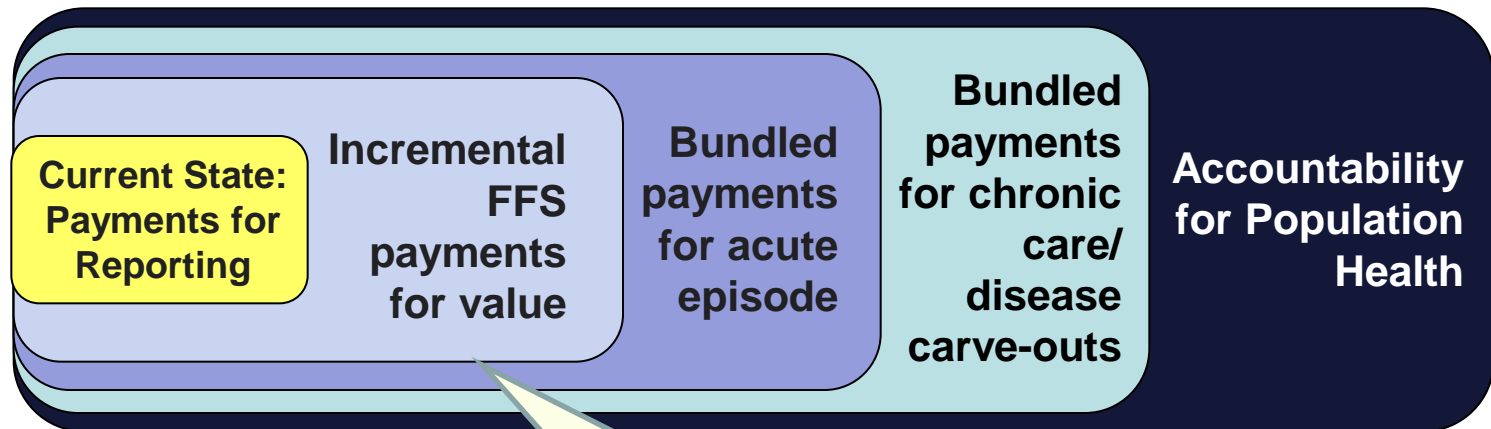 Current State:
Payments for
Reporting
Incremental
FFS
payments
for value
Bundled
payments
for acute
episode
Bundled
payments
for chronic
care/
disease
carve-outs
Accountability
for Population
Health